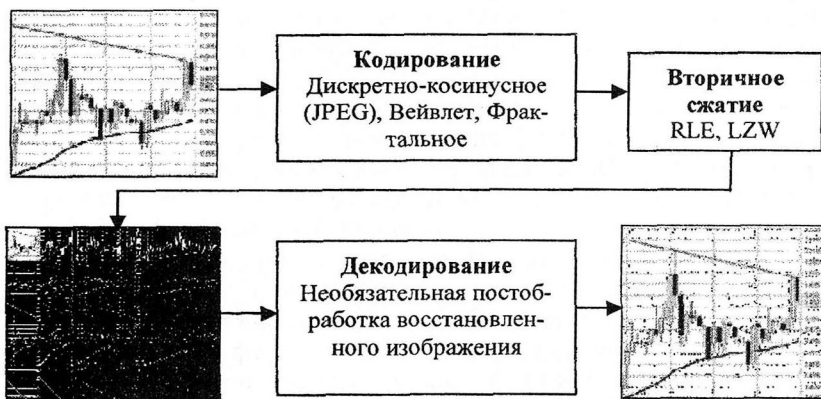 Кодирование
Дискретно-косинусное
(JPEG), Вейвлет, Фрак-
тальное
Вторичное
сжатие
RLE, LZW
Декодирование
Необязательная постоб-
работка восстановлен-
ного изображения